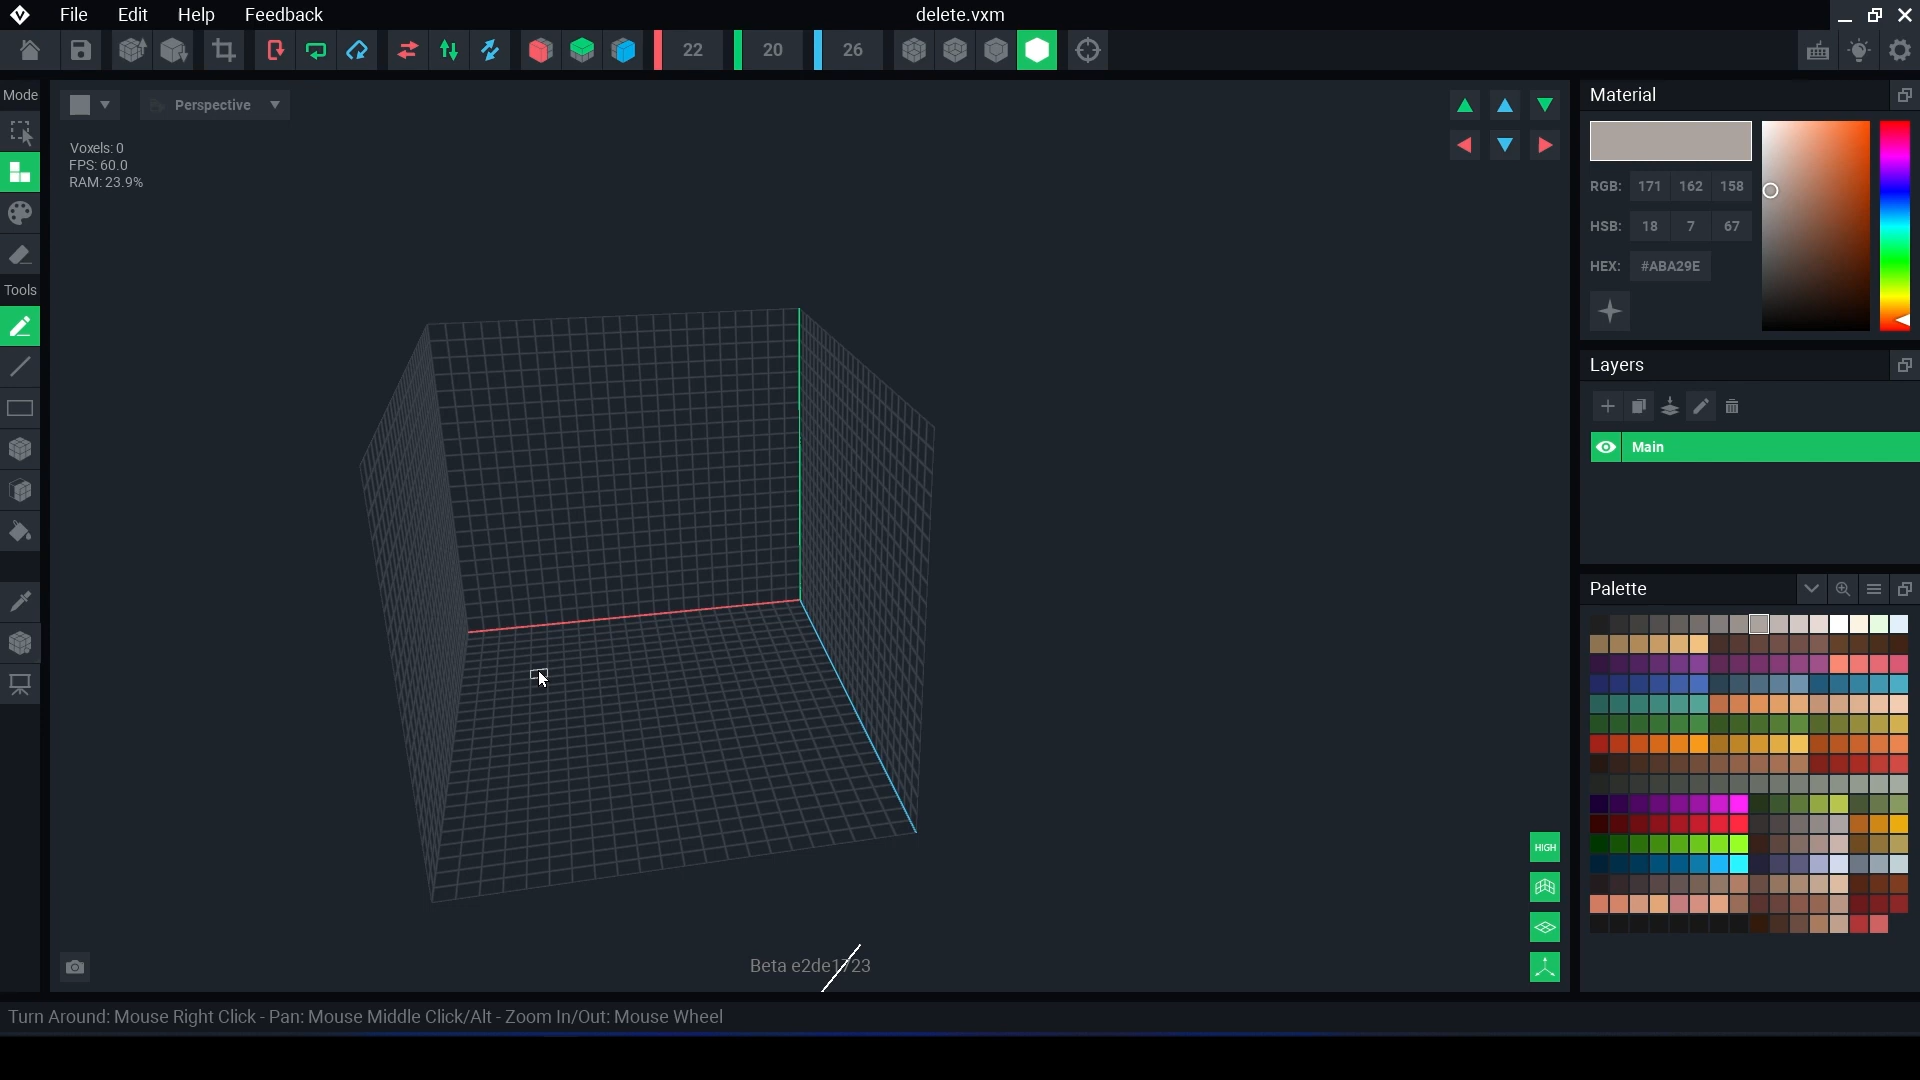 File Edit Help Feedback delete.vxm
22 20 26
Mode
Perspective
Voxels: 0
FPS: 60.0
RAM: 23.9%
Tools
Material
RGB: 171 162 158
HSB: 18 7 67
HEX: #ABA29E
Layers
Main
Palette
HIGH
Beta e2de1723
Turn Around: Mouse Right Click - Pan: Mouse Middle Click/Alt - Zoom In/Out: Mouse Wheel